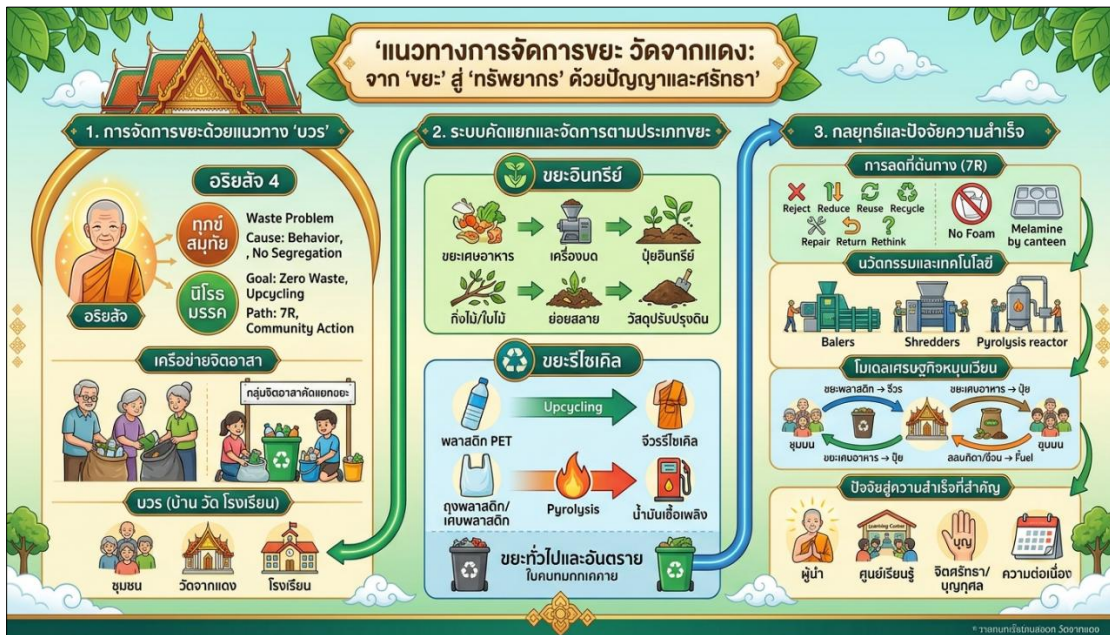 ‘แนวทางการจัดการขยะ วัดจากแดง:
จาก ‘ขยะ’ สู่ ‘ทรัพยากร’ ด้วยปัญญาและศรัทธา’
1. การจัดการขยะด้วยแนวทาง ‘บวร’
อริยสัจ 4
ทุกข์
สมุทัย
Waste Problem
Cause: Behavior,
, No Segregation
นิโรธ
มรรค
Goal: Zero Waste,
Upcycling
Path: 7R,
Community Action
อริยสัจ
เครือข่ายจิตอาสา
กลุ่มจิตอาสาคัดแยกขยะ
บวร (บ้าน วัด โรงเรียน)
ชุมชน
วัดจากแดง
โรงเรียน
2. ระบบคัดแยกและจัดการตามประเภทขยะ
ขยะอินทรีย์
ขยะเศษอาหาร
เครื่องบด
ปุ๋ยอินทรีย์
กิ่งไม้/ใบไม้
ย่อยสลาย
วัสดุปรับปรุงดิน
ขยะรีไซเคิล
Upcycling
พลาสติก PET
จีวรรีไซเคิล
ถุงพลาสติก/
เศษพลาสติก
Pyrolysis
น้ำมันเชื้อเพลิง
ขยะทั่วไปและอันตราย
3. กลยุทธ์และปัจจัยความสำเร็จ
การลดที่ต้นทาง (7R)
Reject
Reduce
Reuse
Recycle
Repair
Return
Rethink
No Foam
Melamine
by canteen
นวัตกรรมและเทคโนโลยี
Balers
Shredders
Pyrolysis reactor
โมเดลเศรษฐกิจหมุนเวียน
ขยะพลาสติก → จีวร
→ ปุ๋ย
ชุมชน
→ ปุ๋ย
→ Fuel
ปัจจัยสู่ความสำเร็จที่สำคัญ
Learning Center
บุญ
ผู้นำ
ศูนย์เรียนรู้
จิตศรัทธา/
บุญกุศล
ความต่อเนื่อง